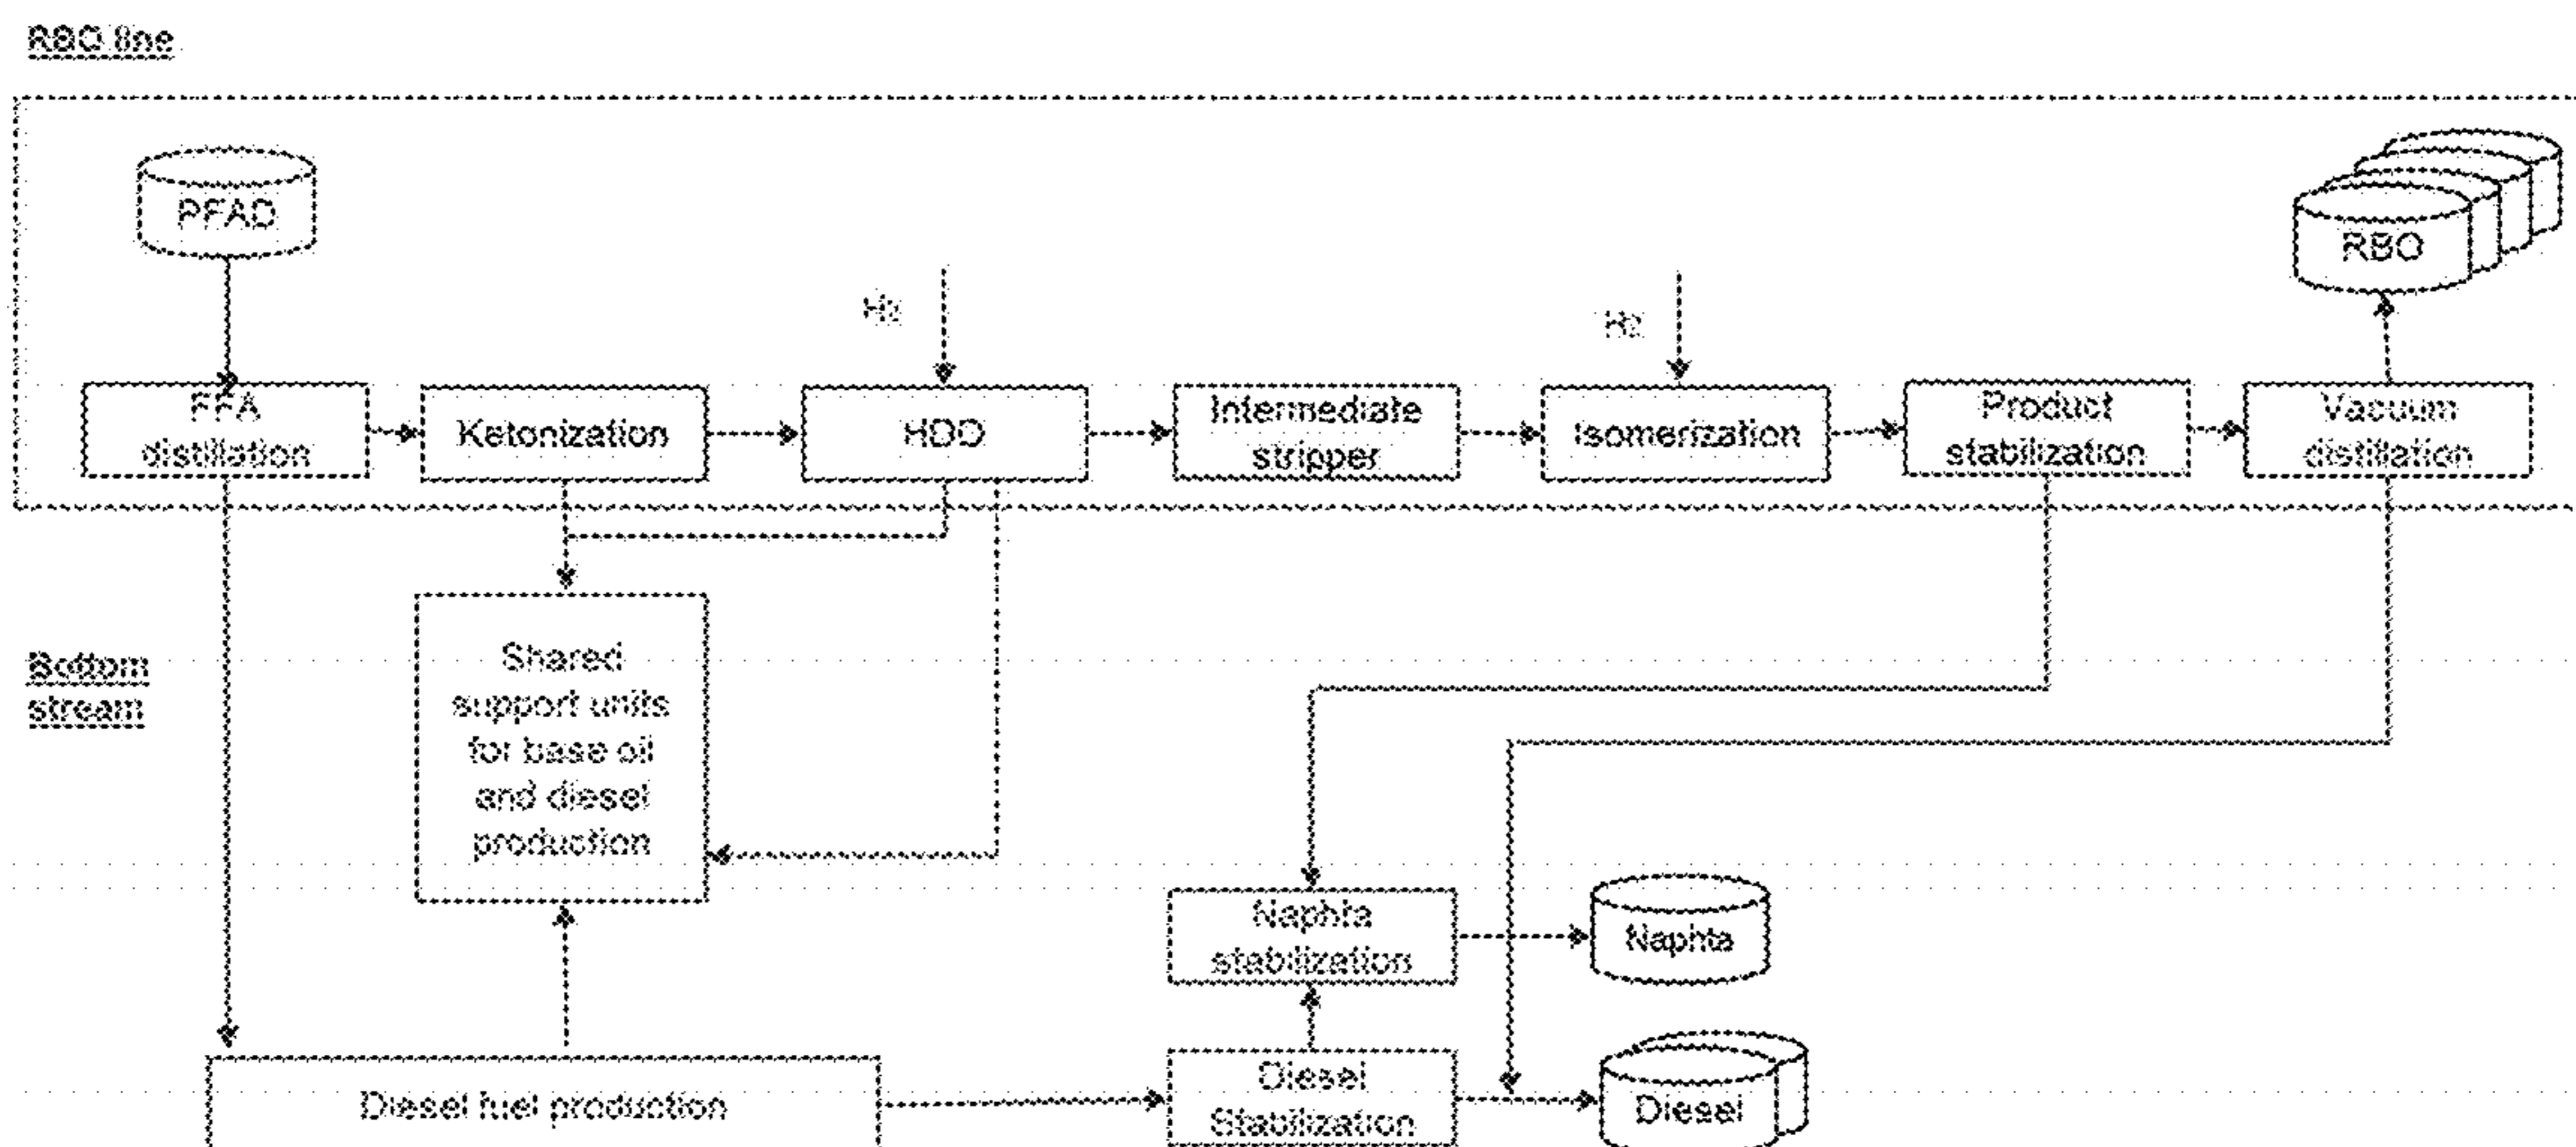 RBO line
PFAD
RBO
H2
H2
FFA
distillation
Ketonization
HDO
Intermediate
stripper
Isomerization
Product
stabilization
Vacuum
distillation
Bottom
stream
Shared
support units
for base oil
and diesel
production
Naphta
stabilization
Naphta
Diesel fuel production
Diesel
Stabilization
Diesel